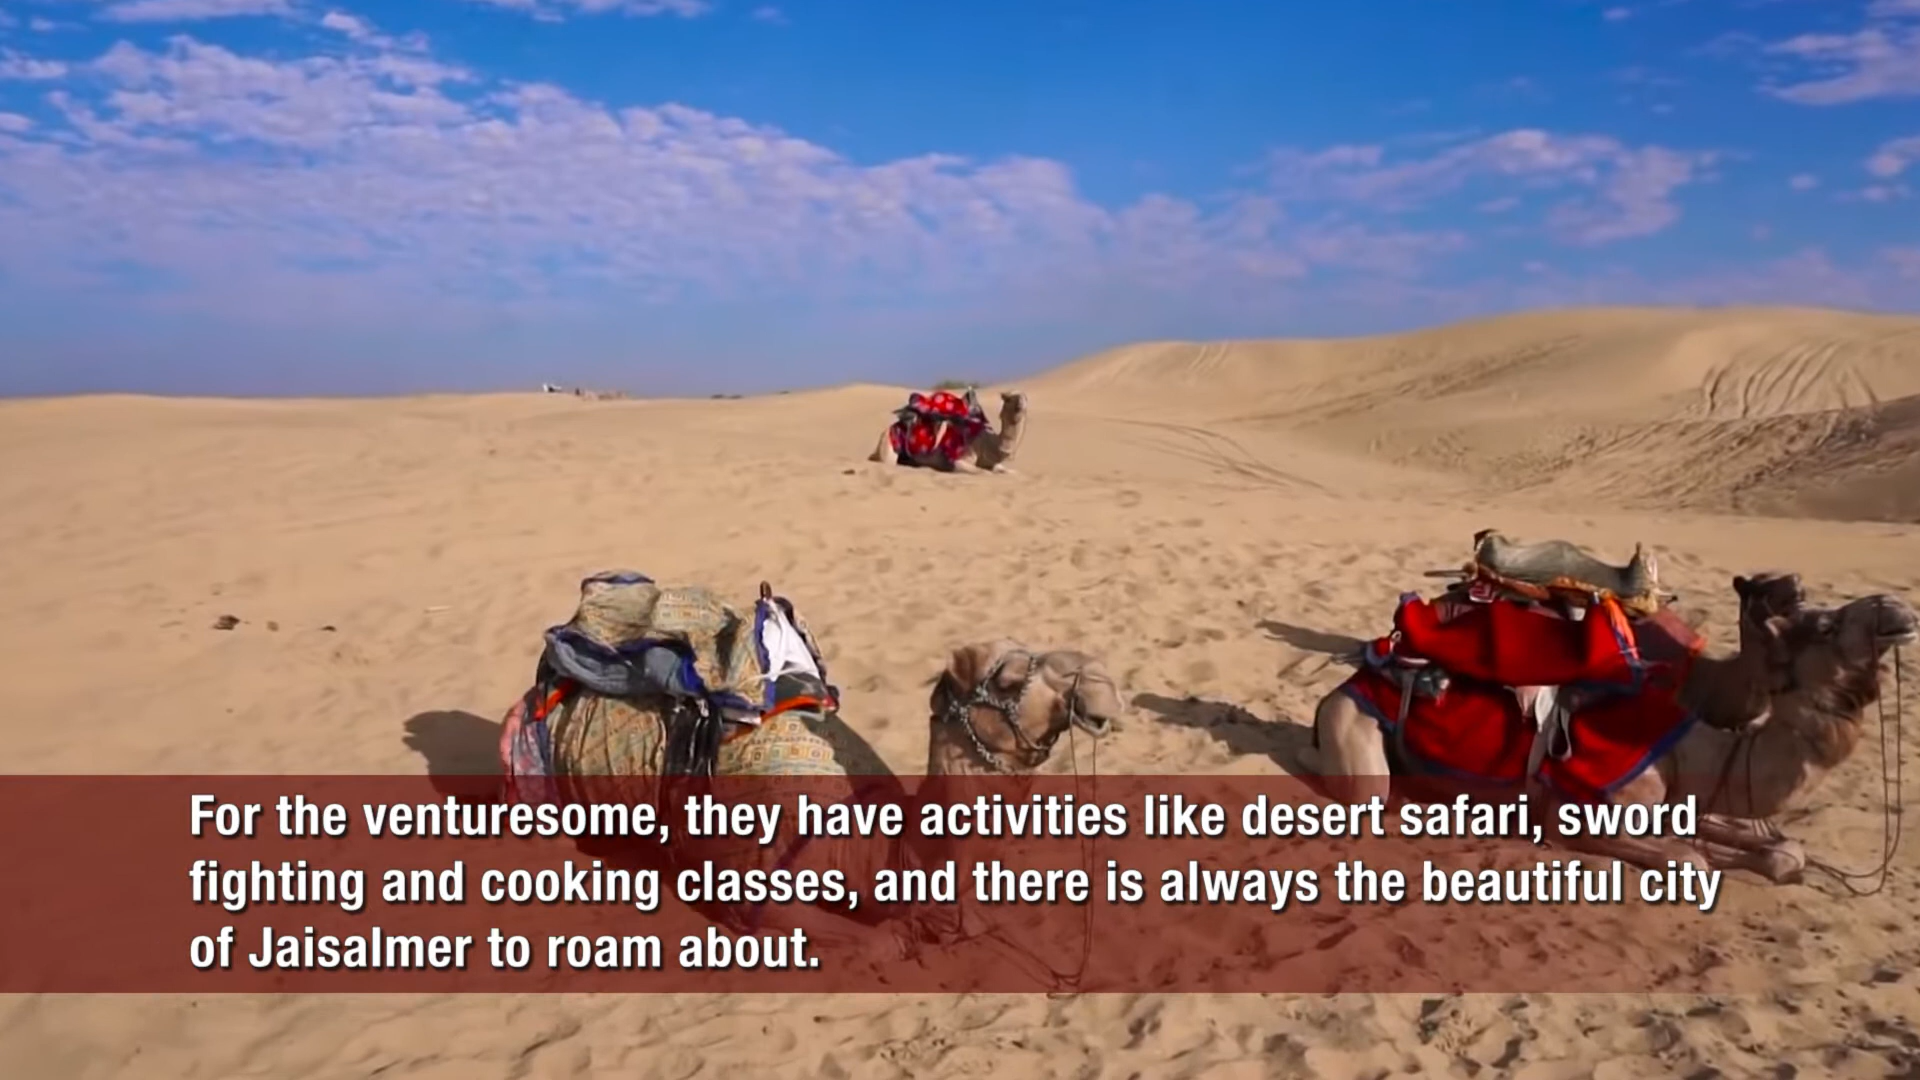 For the venturesome, they have activities like desert safari, sword
fighting and cooking classes, and there is always the beautiful city
of Jaisalmer to roam about.